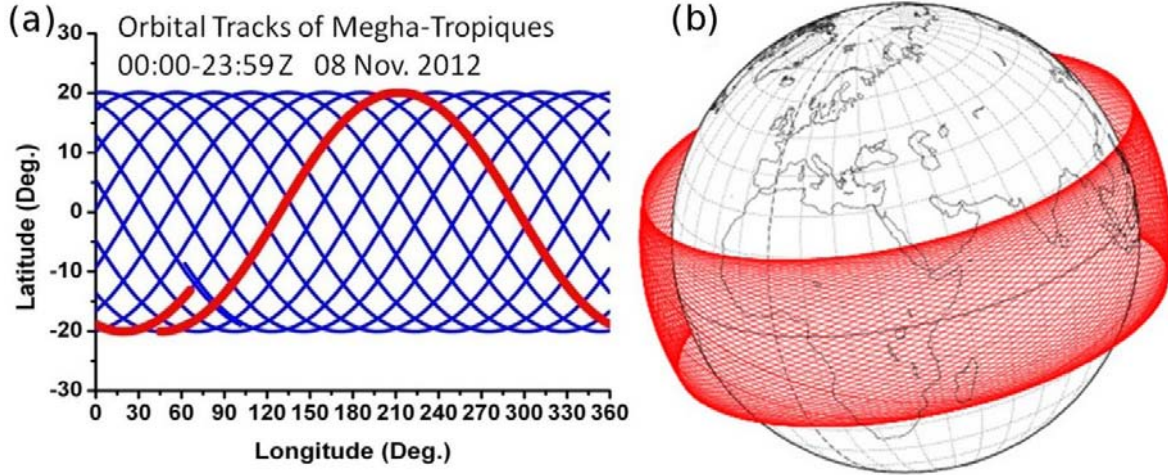 (a)
Orbital Tracks of Megha-Tropiques
00:00-23:59Z 08 Nov. 2012
30
20
10
0
-10
-20
-30
Latitude (Deg.)
0 30 60 90 120 150 180 210 240 270 300 330 360
Longitude (Deg.)
(b)